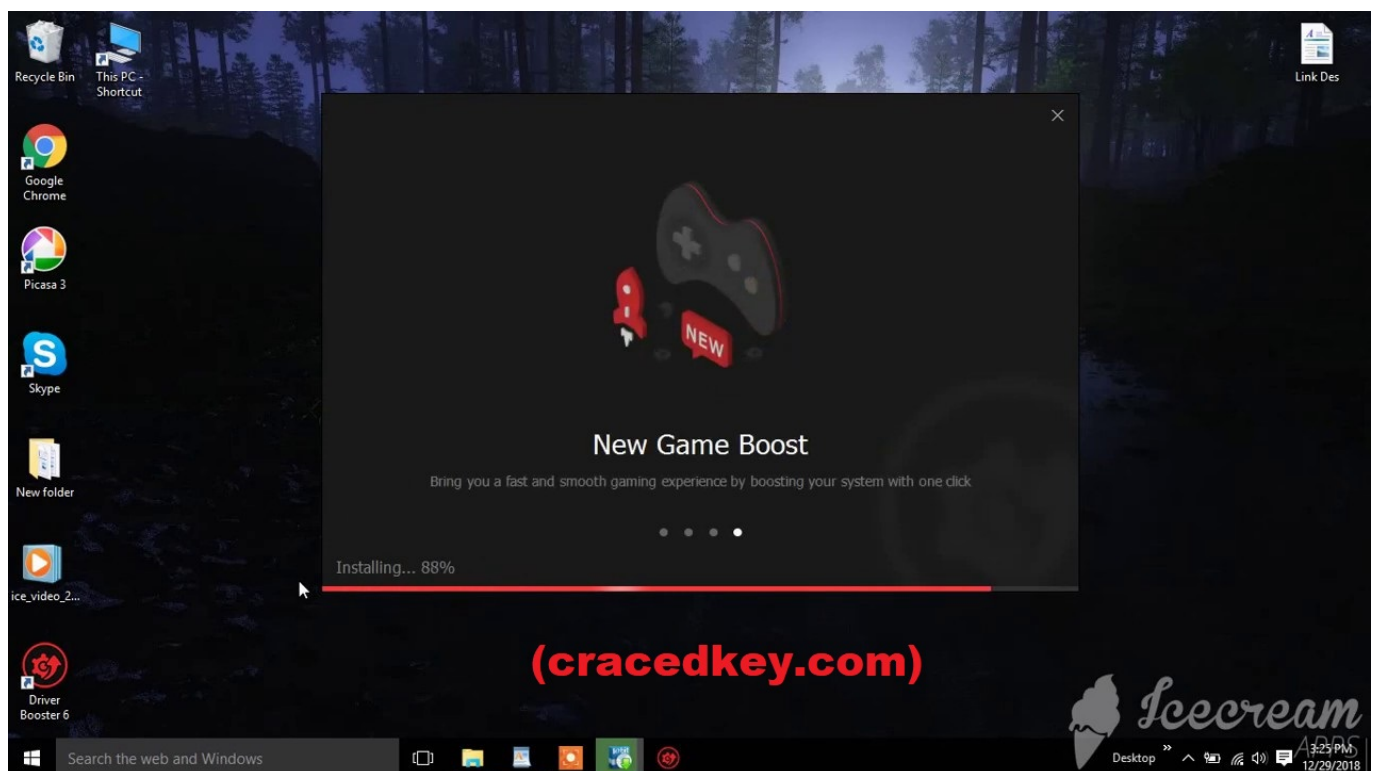 Recycle Bin
This PC -
Shortcut
Link Des
Google
Chrome
Picasa 3
Skype
New folder
ice_video_2...
Driver
Booster 6
NEW
New Game Boost
Bring you a fast and smooth gaming experience by boosting your system with one click
Installing... 88%
(cracedkey.com)
Icecream
APPS
Search the web and Windows
Desktop
3:25 PM
12/29/2018